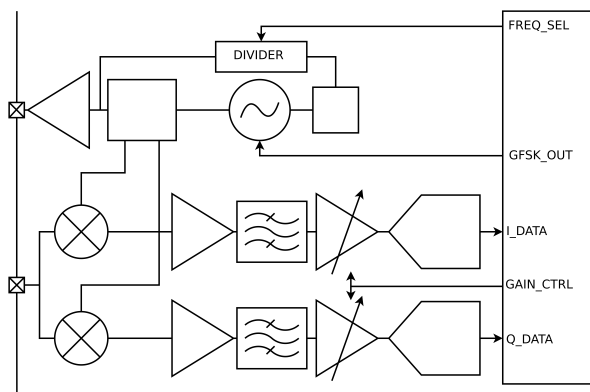 FREQ_SEL
DIVIDER
GFSK_OUT
I_DATA
GAIN_CTRL
Q_DATA